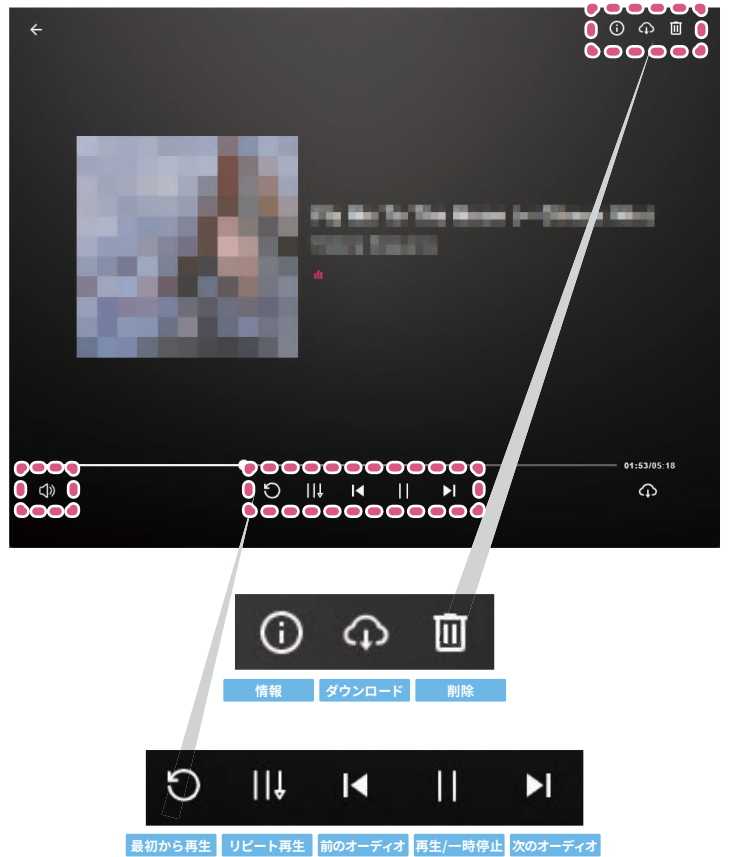 01:53/05:18
情報
ダウンロード
削除
最初から再生
リピート再生
前のオーディオ
再生/一時停止
次のオーディオ